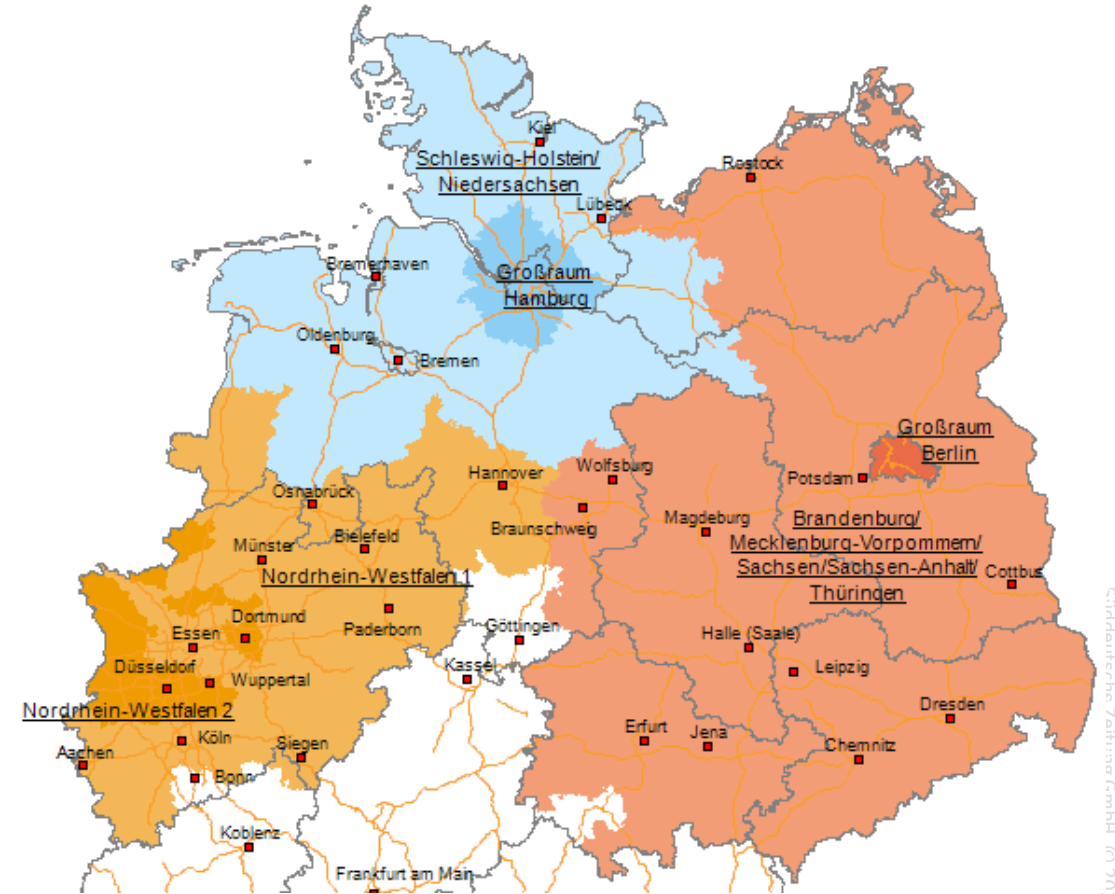 Kiel
Schleswig-Holstein/
Niedersachsen
Rostock
Lübeck
Bremerhaven
Großraum
Hamburg
Oldenburg
Bremen
Großraum
Berlin
Hannover
Wolfsburg
Potsdam
Osnabrück
Braunschweig
Magdeburg
Brandenburg/
Mecklenburg-Vorpommern/
Sachsen/Sachsen-Anhalt/
Thüringen
Bielefeld
Münster
Nordrhein-Westfalen 1
Cottbus
Dortmund
Essen
Paderborn
Göttingen
Halle (Saale)
Düsseldorf
Wuppertal
Kassel
Leipzig
Nordrhein-Westfalen 2
Dresden
Erfurt
Jena
Köln
Siegen
Chemnitz
Aachen
Bonn
Koblenz
Frankfurt am Main
Süddeutsche Zeitung GmbH